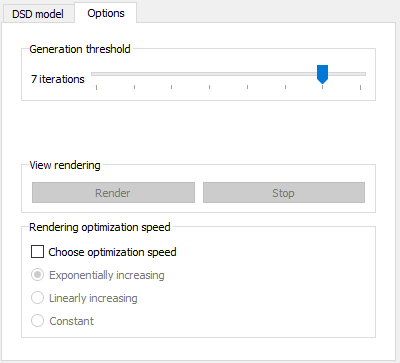 DSD model Options
Generation threshold
7 iterations
View rendering
Render Stop
Rendering optimization speed
Choose optimization speed
Exponentially increasing
Linearly increasing
Constant